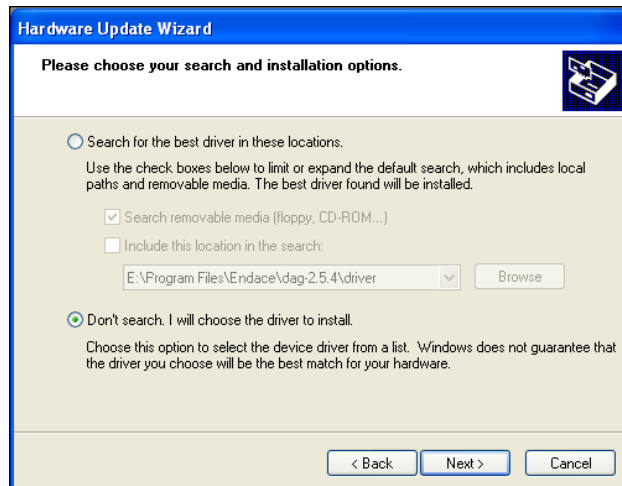 Hardware Update Wizard
Please choose your search and installation options.
Search for the best driver in these locations.
Use the check boxes below to limit or expand the default search, which includes local
paths and removable media. The best driver found will be installed.
Search removable media (floppy, CD-ROM...)
Include this location in the search:
E:\Program Files\Endace\dag-2.5.4\driver
Browse
Don't search. I will choose the driver to install.
Choose this option to select the device driver from a list. Windows does not guarantee that
the driver you choose will be the best match for your hardware.
< Back Next > Cancel